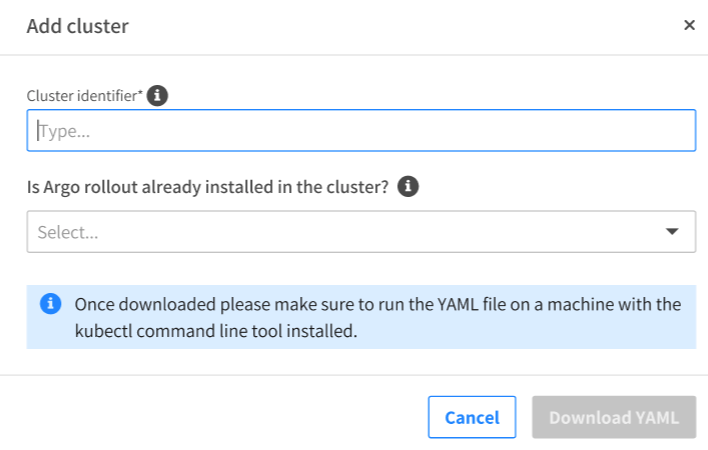 Add cluster
Cluster identifier*
Type...
Is Argo rollout already installed in the cluster?
Select...
Once downloaded please make sure to run the YAML file on a machine with the
kubectl command line tool installed.
Cancel
Download YAML